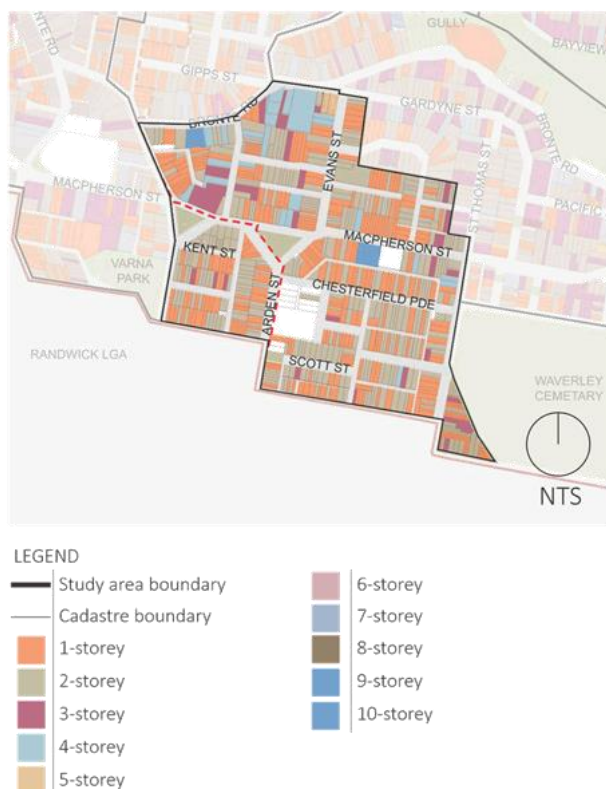 GULLY
BAYVIEW
NTE RD
GIPPS ST
BRONTE RD
GARDYNE ST
BRONTE RD
EVANS ST
ST THOMAS ST
MACPHERSON ST
PACIFIC
MACPHERSON ST
KENT ST
VARNA
PARK
ARDEN ST
CHESTERFIELD PDE
RANDWICK LGA
SCOTT ST
WAVERLEY
CEMETARY
NTS
LEGEND
Study area boundary
Cadastre boundary
1-storey
2-storey
3-storey
4-storey
5-storey
6-storey
7-storey
8-storey
9-storey
10-storey